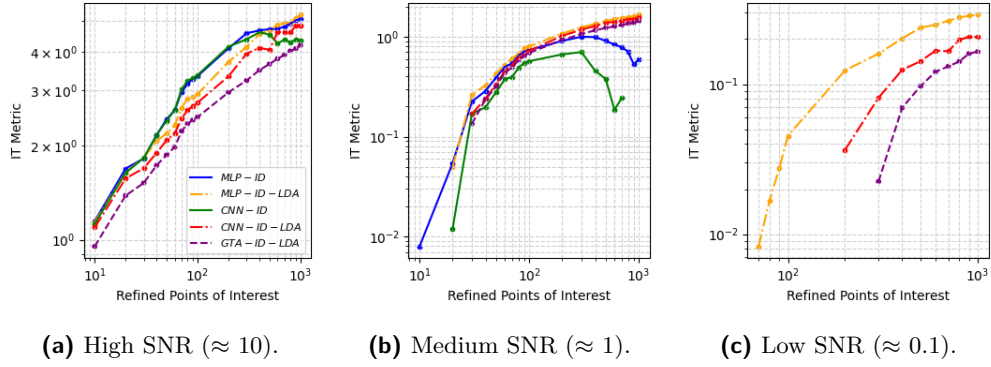 IT Metric
4 × 10⁰
3 × 10⁰
2 × 10⁰
10⁰
MLP − ID
MLP − ID − LDA
CNN − ID
CNN − ID − LDA
GTA − ID − LDA
10¹ 10² 10³
Refined Points of Interest
(a) High SNR (≈ 10).
IT Metric
10⁰
10⁻¹
10⁻²
10¹ 10² 10³
Refined Points of Interest
(b) Medium SNR (≈ 1).
IT Metric
10⁻¹
10⁻²
10² 10³
Refined Points of Interest
(c) Low SNR (≈ 0.1).